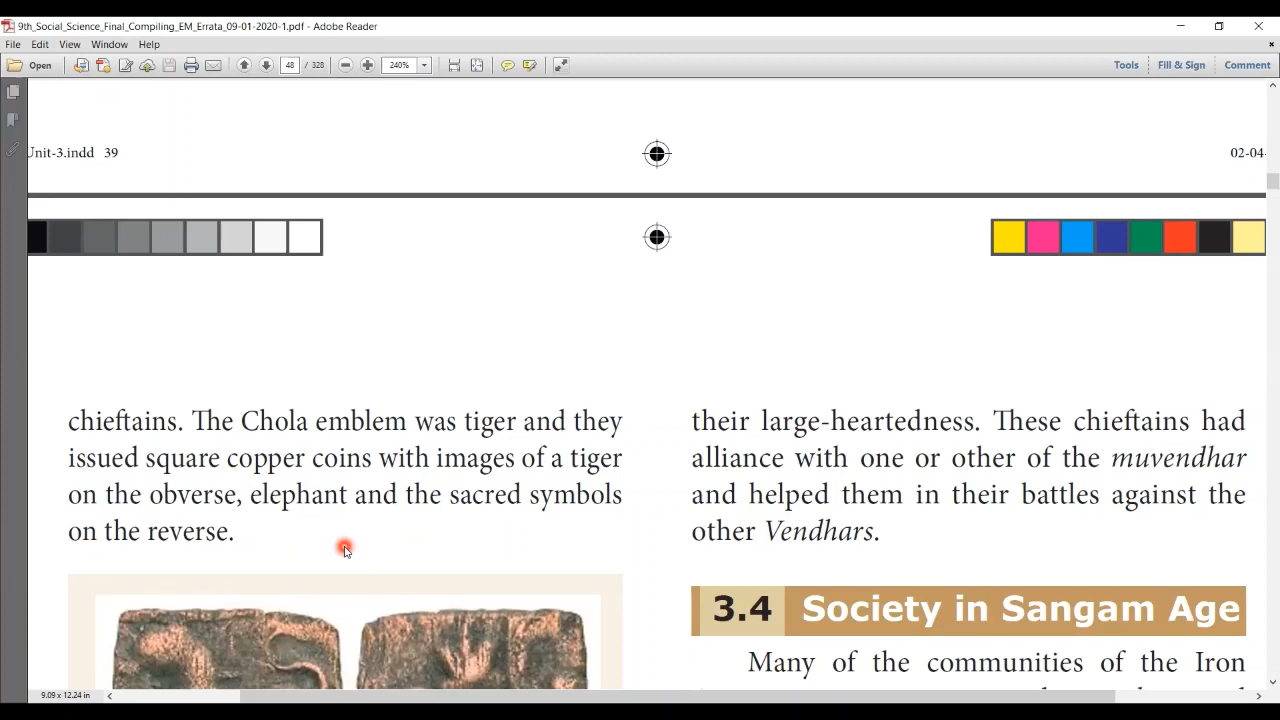 9th_Social_Science_Final_Compiling_EM_Errata_09-01-2020-1.pdf - Adobe Reader
File Edit View Window Help
Open 48 / 328 240% Tools Fill & Sign Comment
Unit-3.indd 39
02-04-
chieftains. The Chola emblem was tiger and they
issued square copper coins with images of a tiger
on the obverse, elephant and the sacred symbols
on the reverse.
their large-heartedness. These chieftains had
alliance with one or other of the muvendhar
and helped them in their battles against the
other Vendhars.
3.4 Society in Sangam Age
Many of the communities of the Iron
9.09 x 12.24 in